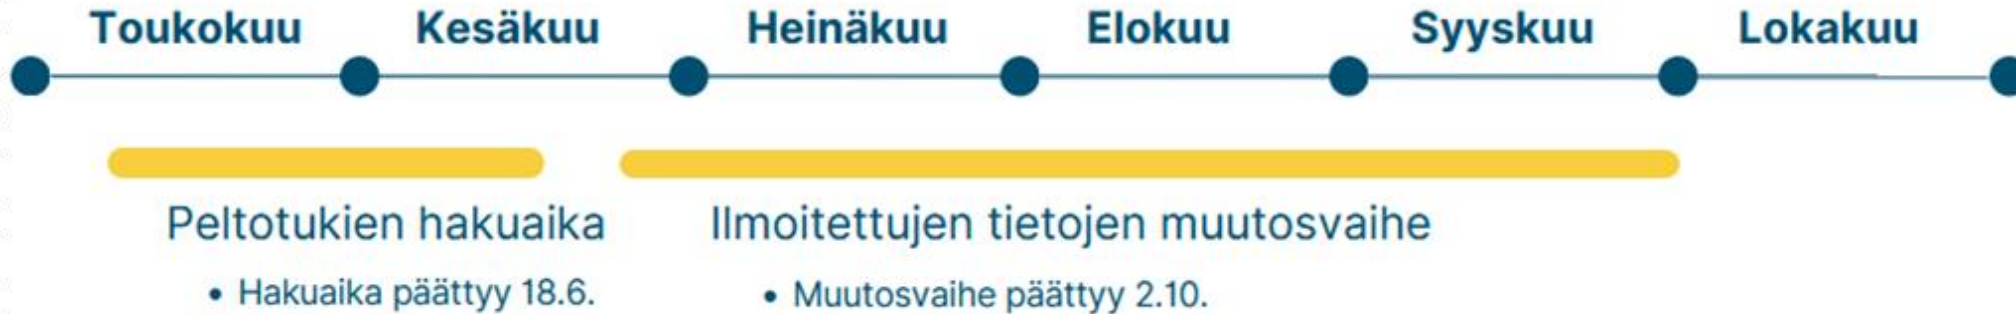 Toukokuu Kesäkuu Heinäkuu Elokuu Syyskuu Lokakuu
Peltotukien hakuaika
• Hakuaika päättyy 18.6.
Ilmoitettujen tietojen muutosvaihe
• Muutosvaihe päättyy 2.10.